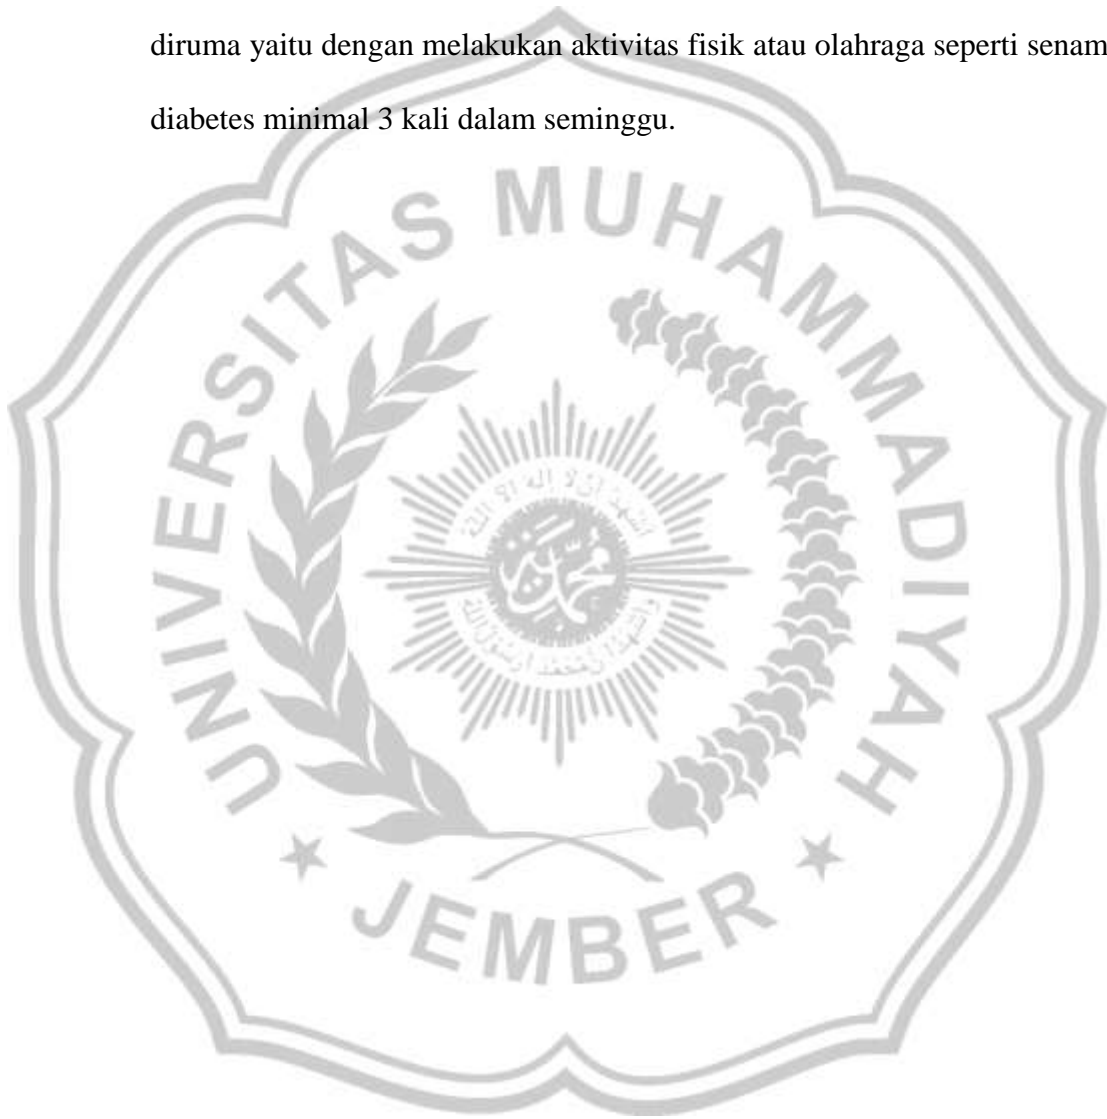 diruma yaitu dengan melakukan aktivitas fisik atau olahraga seperti senam
diabetes minimal 3 kali dalam seminggu.
UNIVERSITAS MUHAMMADIYAH
JEMBER